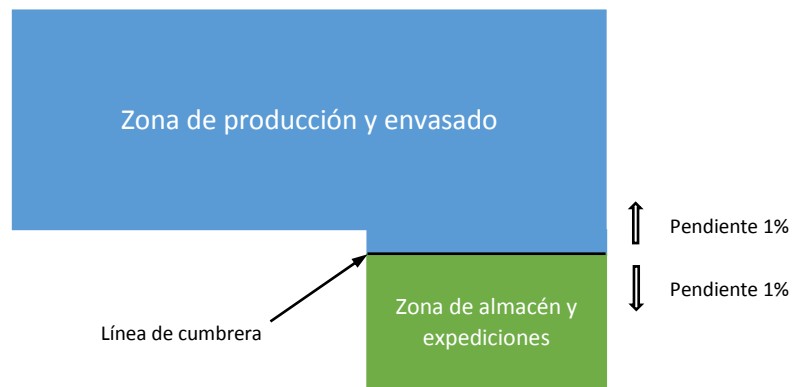 Zona de producción y envasado
Pendiente 1%
Pendiente 1%
Zona de almacén y
expediciones
Línea de cumbrera